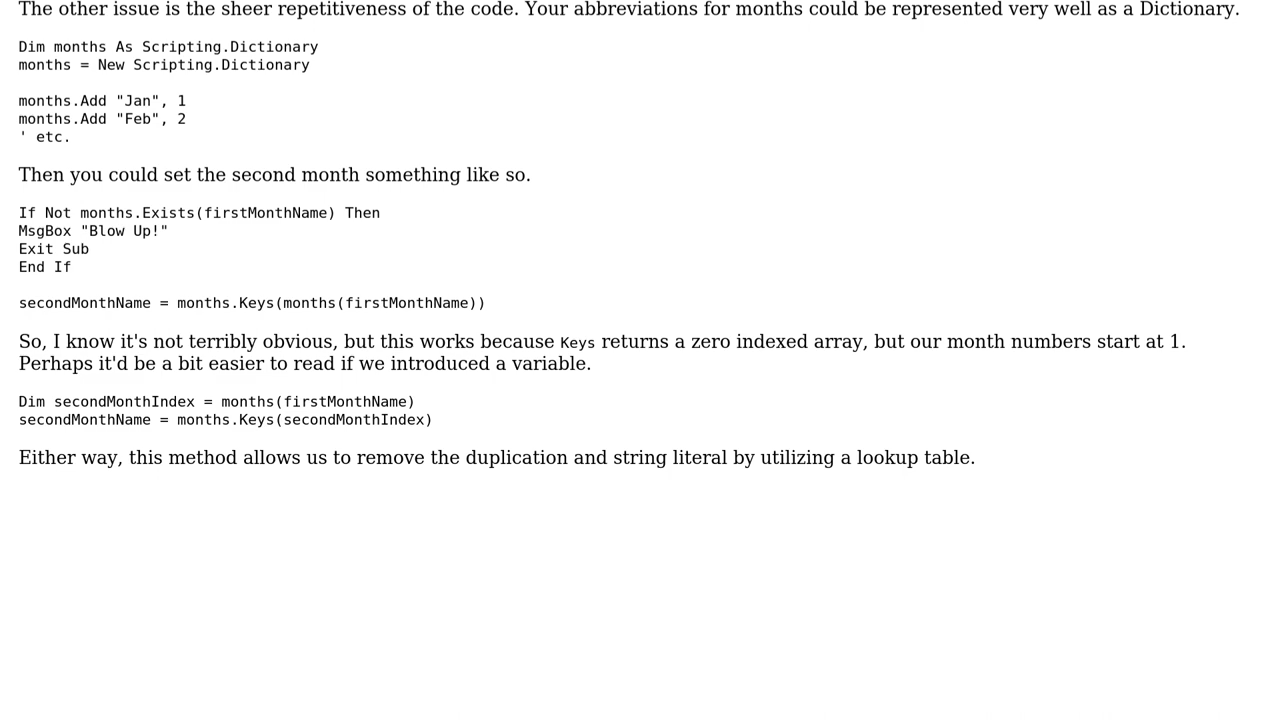 The other issue is the sheer repetitiveness of the code. Your abbreviations for months could be represented very well as a Dictionary.
Dim months As Scripting.Dictionary
months = New Scripting.Dictionary
months.Add "Jan", 1
months.Add "Feb", 2
' etc.
Then you could set the second month something like so.
If Not months.Exists(firstMonthName) Then
MsgBox "Blow Up!"
Exit Sub
End If
secondMonthName = months.Keys(months(firstMonthName))
So, I know it's not terribly obvious, but this works because Keys returns a zero indexed array, but our month numbers start at 1.
Perhaps it'd be a bit easier to read if we introduced a variable.
Dim secondMonthIndex = months(firstMonthName)
secondMonthName = months.Keys(secondMonthIndex)
Either way, this method allows us to remove the duplication and string literal by utilizing a lookup table.